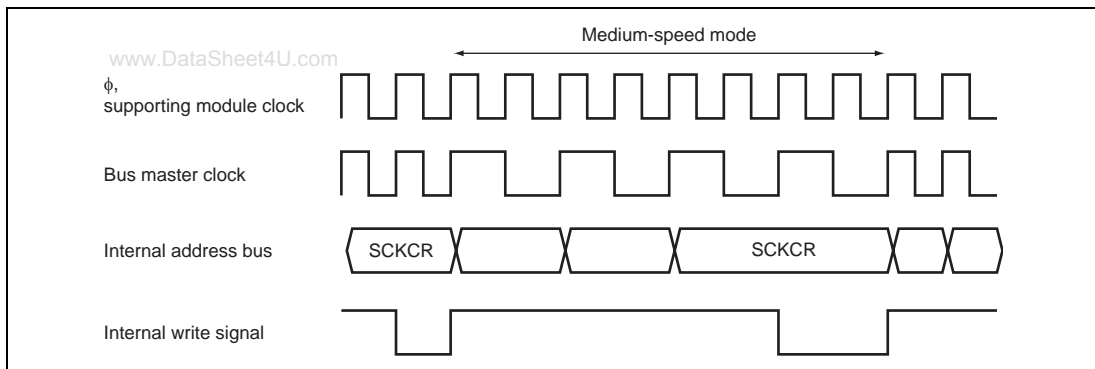 Medium-speed mode
www.DataSheet4U.com
ϕ,
supporting module clock
Bus master clock
Internal address bus
SCKCR
SCKCR
Internal write signal